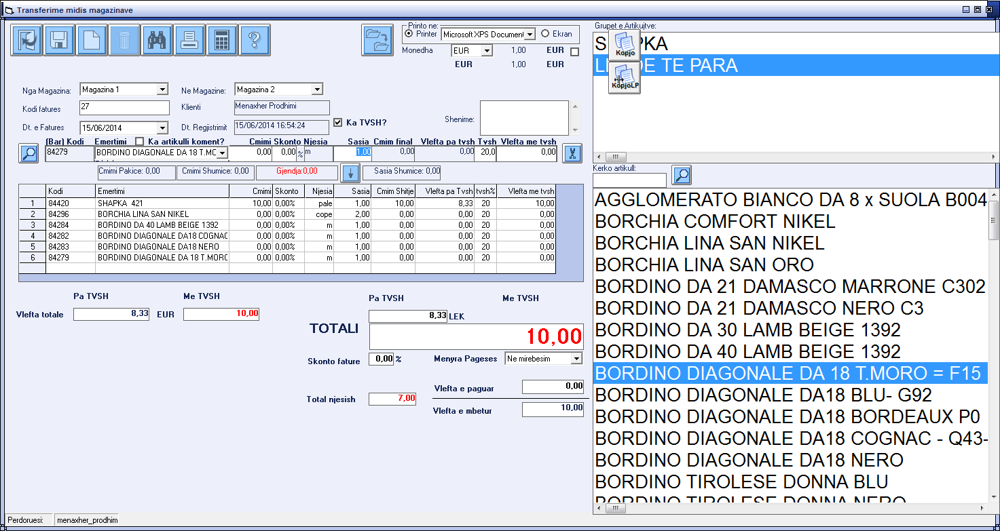 Transferime midis magazinave
Printo ne:
Printer
Microsoft XPS Document
Ekran
Monedha
EUR
1,00
EUR
EUR
1,00
EUR
Nga Magazina:
Magazina 1
Ne Magazine:
Magazina 2
Kodi fatures
27
Klienti
Menaxher Prodhimi
Dt. e Fatures
15/06/2014
Dt. Regjistrimit
15/06/2014 16:54:24
Ka TVSH?
Shenime:
(Bar) Kodi Emertimi Ka artikulli koment? Cmimi Skonto Njesia Sasia Cmim final Vlefta pa tvsh Tvsh Vlefta me tvsh
84279 BORDINO DIAGONALE DA 18 T.MO 0,00 0,00 % m 1,00 0,00 0,00 20,0 0,00
Cmimi Pakice: 0,00
Cmimi Shumice: 0,00
Gjendja:0,00
Sasia Shumice: 0,00
Kodi Emertimi Cmimi Skonto Njesia Sasia Cmim Shitje Vlefta pa Tvsh tvsh% Vlefta me tvsh
1 84420 SHAPKA 421 10,00 0,00% pale 1,00 10,00 8,33 20 10,00
2 84296 BORCHIA LINA SAN NIKEL 0,00 0,00% cope 2,00 0,00 0,00 20 0,00
3 84284 BORDINO DA 40 LAMB BEIGE 1392 0,00 0,00% m 1,00 0,00 0,00 20 0,00
4 84282 BORDINO DIAGONALE DA18 COGNAC 0,00 0,00% m 1,00 0,00 0,00 20 0,00
5 84283 BORDINO DIAGONALE DA18 NERO 0,00 0,00% m 1,00 0,00 0,00 20 0,00
6 84279 BORDINO DIAGONALE DA 18 T.MORO 0,00 0,00% m 1,00 0,00 0,00 20 0,00
Pa TVSH Me TVSH
Vlefta totale 8,33 EUR 10,00
Pa TVSH Me TVSH
8,33 LEK
TOTALI 10,00
Skonto fature 0,00 %
Menyra Pageses Ne mirebesim
Vlefta e paguar 0,00
Total njesish 7,00
Vlefta e mbetur 10,00
Perdoruesi: menaxher_prodhim
Grupet e Artikujtve:
Kopjo
TE PARA
KopjoLP
Kerko artikull:
AGGLOMERATO BIANCO DA 8 x SUOLA B004
BORCHIA COMFORT NIKEL
BORCHIA LINA SAN NIKEL
BORCHIA LINA SAN ORO
BORDINO DA 21 DAMASCO MARRONE C302
BORDINO DA 21 DAMASCO NERO C3
BORDINO DA 30 LAMB BEIGE 1392
BORDINO DA 40 LAMB BEIGE 1392
BORDINO DIAGONALE DA 18 T.MORO = F15
BORDINO DIAGONALE DA18 BLU- G92
BORDINO DIAGONALE DA18 BORDEAUX P0
BORDINO DIAGONALE DA18 COGNAC - Q43-
BORDINO DIAGONALE DA18 NERO
BORDINO TIROLESE DONNA BLU
BORDINO TIROLESE DONNA NERO